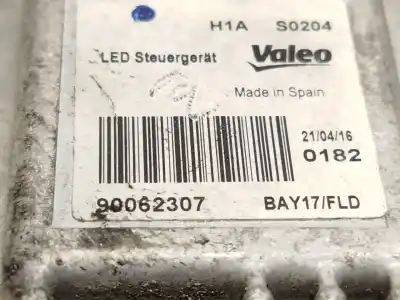 H1A S0204
LED Steuergerät Valeo
Made in Spain
21/04/16
0182
90062307 BAY17/FLD